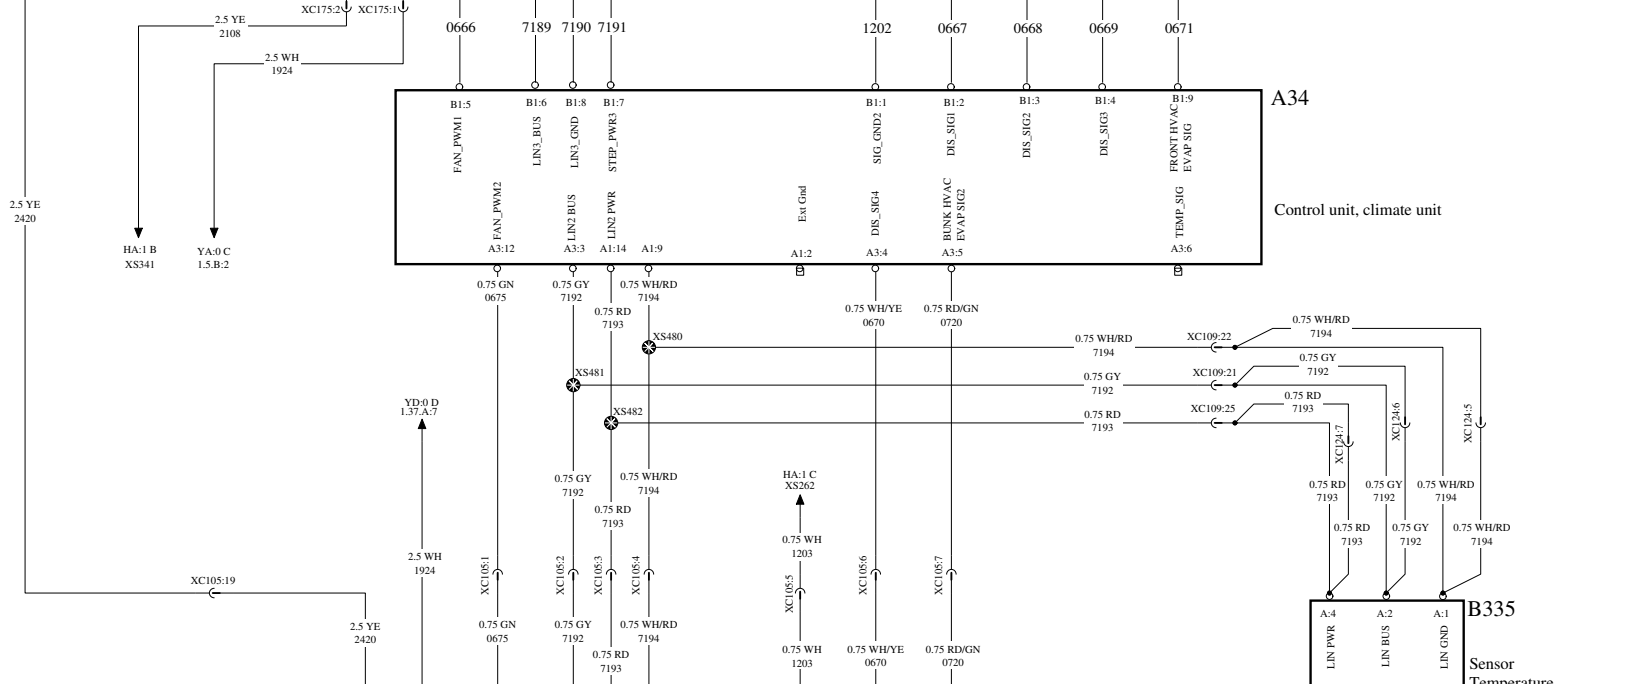 XC175:2
XC175:1
2.5 YE
2108
0666
7189
7190
7191
1202
0667
0668
0669
0671
2.5 WH
1924
B1:5
B1:6
B1:8
B1:7
B1:1
B1:2
B1:3
B1:4
B1:9
A34
FAN_PWM1
LIN3_BUS
LIN3_GND
STEP_PWR3
SIG_GND2
DIS_SIG1
DIS_SIG2
DIS_SIG3
FRONT HVAC
EVAP SIG
2.5 YE
2420
FAN_PWM2
LIN2 BUS
LIN2 PWR
Ext Gnd
DIS_SIG4
BUNK HVAC
EVAP SIG2
TEMP_SIG
Control unit, climate unit
HA:1 B
XS341
YA:0 C
1.5.B:2
A3:12
A3:3
A1:14
A1:9
A1:2
A3:4
A3:5
A3:6
0.75 GN
0675
0.75 GY
7192
0.75 WH/RD
7194
0.75 RD
7193
0.75 WH/YE
0670
0.75 RD/GN
0720
XS480
0.75 WH/RD
7194
XC109:22
0.75 WH/RD
7194
XS481
0.75 GY
7192
XC109:21
0.75 GY
7192
XS482
0.75 RD
7193
XC109:25
0.75 RD
7193
YD:0 D
1.37.A:7
XC124:7
XC124:6
XC124:5
0.75 GY
7192
0.75 WH/RD
7194
HA:1 C
XS262
0.75 RD
7193
0.75 GY
7192
0.75 WH/RD
7194
0.75 RD
7193
0.75 WH
1203
0.75 RD
7193
0.75 GY
7192
0.75 WH/RD
7194
2.5 WH
1924
XC105:1
XC105:2
XC105:3
XC105:4
XC105:5
XC105:6
XC105:7
XC105:19
B335
A:4
A:2
A:1
2.5 YE
2420
0.75 GN
0675
0.75 GY
7192
0.75 WH/RD
7194
0.75 RD
7193
0.75 WH
1203
0.75 WH/YE
0670
0.75 RD/GN
0720
LIN PWR
LIN BUS
LIN GND
Sensor
Temperature